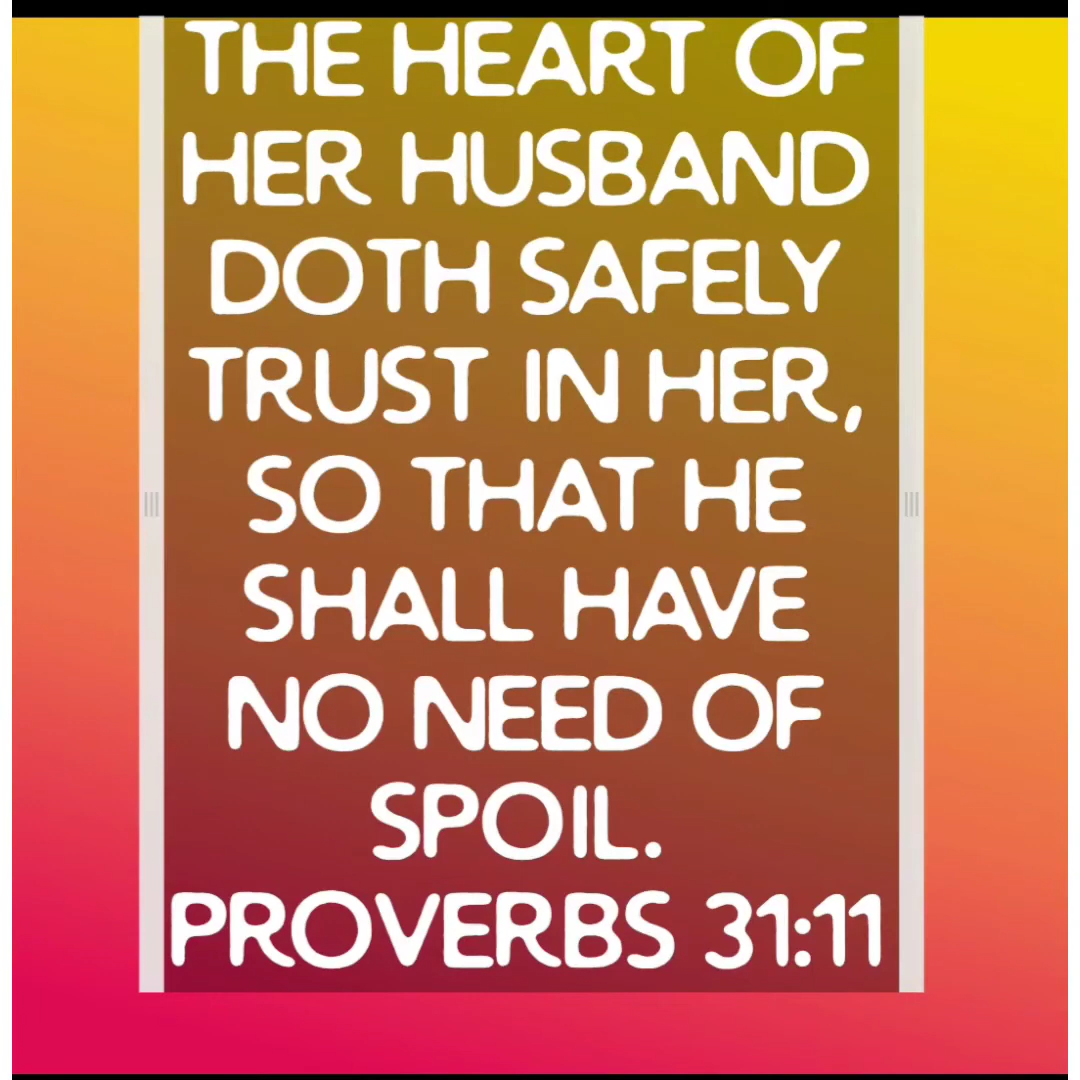 THE HEART OF
HER HUSBAND
DOTH SAFELY
TRUST IN HER,
SO THAT HE
SHALL HAVE
NO NEED OF
SPOIL.
PROVERBS 31:11